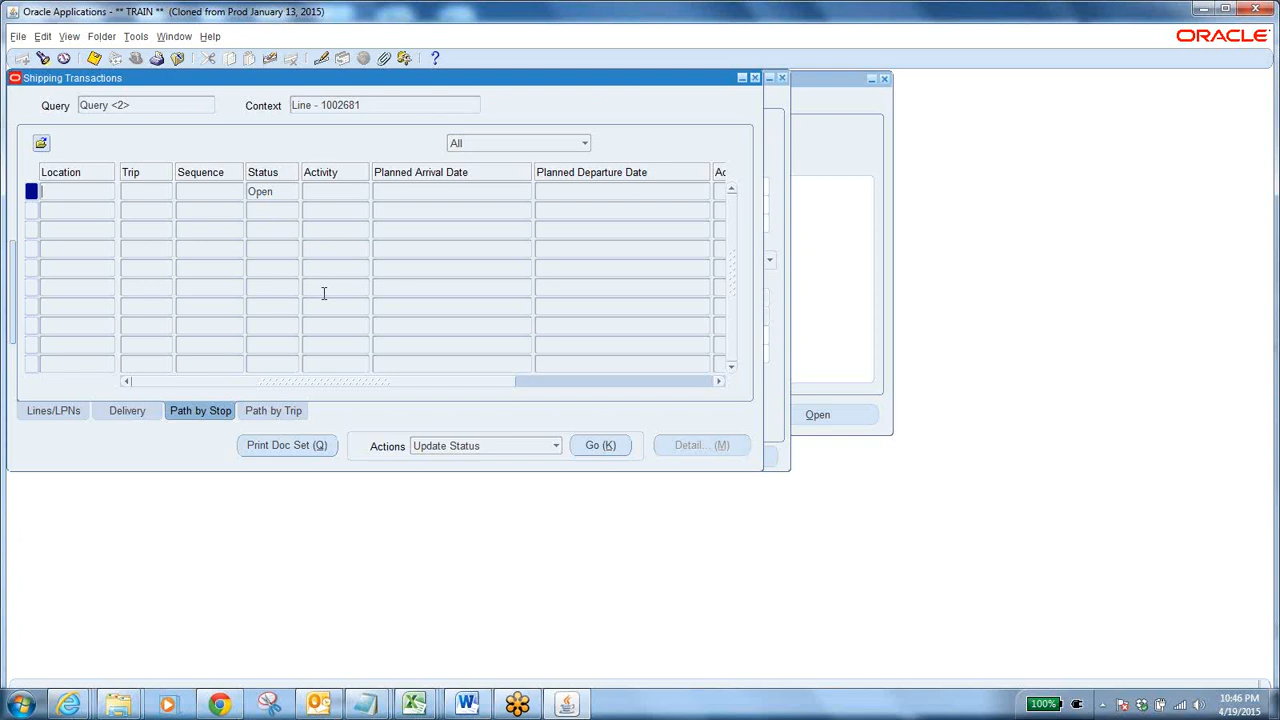 Oracle Applications - ** TRAIN ** (Cloned from Prod January 13, 2015)
File Edit View Folder Tools Window Help
ORACLE
Shipping Transactions
Query Query <2> Context Line - 1002681
All
Location Trip Sequence Status Activity Planned Arrival Date Planned Departure Date Ac
Open
Lines/LPNs Delivery Path by Stop Path by Trip
Open
Print Doc Set (Q) Actions Update Status Go (K) Detail... (M)
100%
10:46 PM
4/19/2015